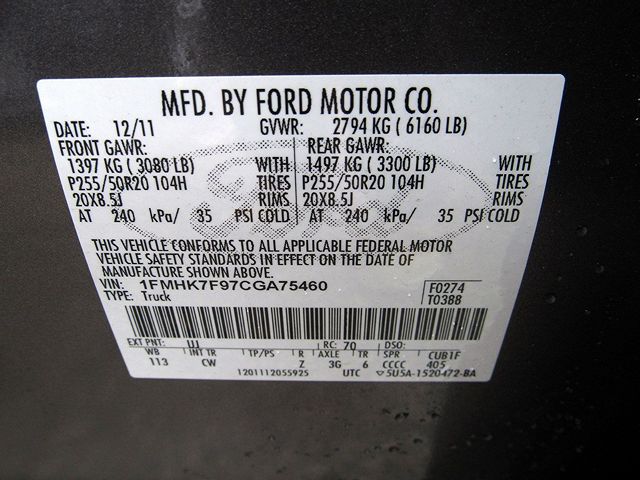 MFD. BY FORD MOTOR CO.
DATE: 12/11 GVWR: 2794 KG ( 6160 LB)
FRONT GAWR: REAR GAWR:
1397 KG ( 3080 LB) WITH 1497 KG ( 3300 LB) WITH
P255/50R20 104H TIRES P255/50R20 104H TIRES
20X8.5J RIMS 20X8.5J RIMS
AT 240 kPa/ 35 PSI COLD AT 240 kPa/ 35 PSI COLD
Ford
THIS VEHICLE CONFORMS TO ALL APPLICABLE FEDERAL MOTOR
VEHICLE SAFETY STANDARDS IN EFFECT ON THE DATE OF
MANUFACTURE SHOWN ABOVE.
VIN: 1FMHK7F97CGA75460 F0274
TYPE: Truck T0388
EXT PNT: UJ RC: 70 DSO:
WB INT TR TP/PS R AXLE TR SPR CUB1F
113 CW Z 3G 6 CCCC 405
1201112055925 UTC 5U5A-1520472-BA